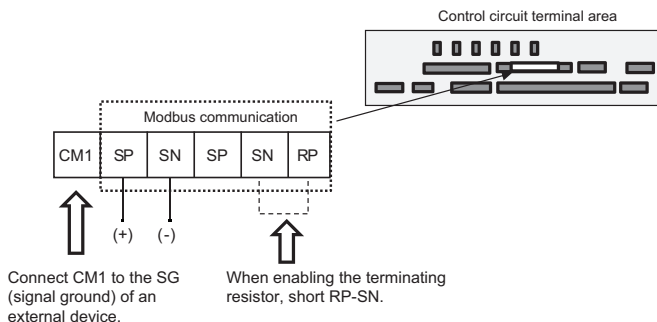 Control circuit terminal area
Modbus communication
CM1 SP SN SP SN RP
(+) (-)
Connect CM1 to the SG
(signal ground) of an
external device.
When enabling the terminating
resistor, short RP-SN.